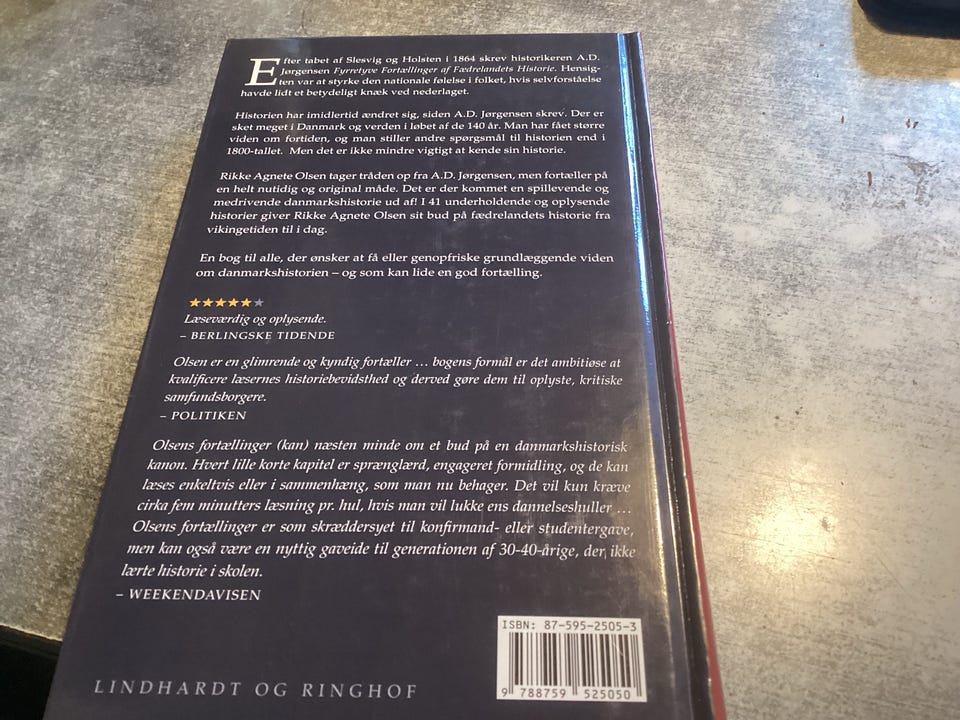 Efter tabet af Slesvig og Holsten i 1864 skrev historikeren A.D.
Jørgensen Fyrretyve Fortællinger af Fædrelandets Historie. Hensig-
ten var at styrke den nationale følelse i folket, hvis selvforståelse
havde lidt et betydeligt knæk ved nederlaget.
Historien har imidlertid ændret sig, siden A.D. Jørgensen skrev. Der er
sket meget i Danmark og verden i løbet af de 140 år. Man har fået større
viden om fortiden, og man stiller andre spørgsmål til historien end i
1800-tallet. Men det er ikke mindre vigtigt at kende sin historie.
Rikke Agnete Olsen tager tråden op fra A.D. Jørgensen, men fortæller på
en helt nutidig og original måde. Det er der kommet en spillevende og
medrivende danmarkshistorie ud af! I 41 underholdende og oplysende
historier giver Rikke Agnete Olsen sit bud på fædrelandets historie fra
vikingetiden til i dag.
En bog til alle, der ønsker at få eller genopfriske grundlæggende viden
om danmarkshistorien – og som kan lide en god fortælling.
★★★★★★
Læseværdig og oplysende.
– BERLINGSKE TIDENDE
Olsen er en glimrende og kyndig fortæller … bogens formål er det ambitiøse at
kvalificere læsernes historiebevidsthed og derved gøre dem til oplyste, kritiske
samfundsborgere.
– POLITIKEN
Olsens fortællinger (kan) næsten minde om et bud på en danmarkshistorisk
kanon. Hvert lille korte kapitel er sprænglærd, engageret formidling, og de kan
læses enkeltvis eller i sammenhæng, som man nu behager. Det vil kun kræve
cirka fem minutters læsning pr. hul, hvis man vil lukke ens dannelseshuller …
Olsens fortællinger er som skræddersyet til konfirmand- eller studentergave,
men kan også være en nyttig gaveide til generationen af 30-40-årige, der ikke
lærte historie i skolen.
– WEEKENDAVISEN
ISBN: 87-595-2505-3
9 788759 525050
LINDHARDT OG RINGHOF